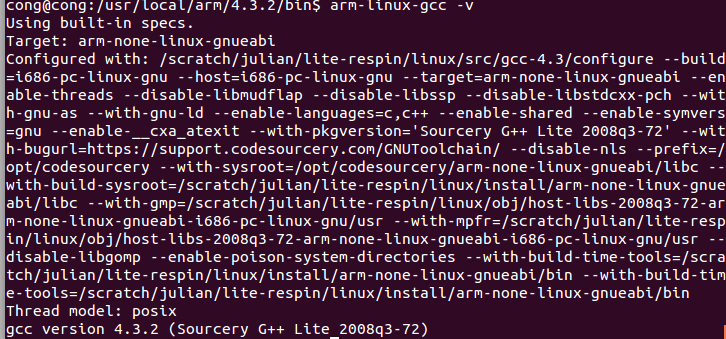 cong@cong:/usr/local/arm/4.3.2/bin$ arm-linux-gcc -v
Using built-in specs.
Target: arm-none-linux-gnueabi
Configured with: /scratch/julian/lite-respin/linux/src/gcc-4.3/configure --build
=i686-pc-linux-gnu --host=i686-pc-linux-gnu --target=arm-none-linux-gnueabi --en
able-threads --disable-libmudflap --disable-libssp --disable-libstdcxx-pch --wit
h-gnu-as --with-gnu-ld --enable-languages=c,c++ --enable-shared --enable-symvers
=gnu --enable-__cxa_atexit --with-pkgversion='Sourcery G++ Lite 2008q3-72' --wit
h-bugurl=https://support.codesourcery.com/GNUToolchain/ --disable-nls --prefix=/
opt/codesourcery --with-sysroot=/opt/codesourcery/arm-none-linux-gnueabi/libc --
with-build-sysroot=/scratch/julian/lite-respin/linux/install/arm-none-linux-gnue
abi/libc --with-gmp=/scratch/julian/lite-respin/linux/obj/host-libs-2008q3-72-ar
m-none-linux-gnueabi-i686-pc-linux-gnu/usr --with-mpfr=/scratch/julian/lite-resp
in/linux/obj/host-libs-2008q3-72-arm-none-linux-gnueabi-i686-pc-linux-gnu/usr --
disable-libgomp --enable-poison-system-directories --with-build-time-tools=/scra
tch/julian/lite-respin/linux/install/arm-none-linux-gnueabi/bin --with-build-tim
e-tools=/scratch/julian/lite-respin/linux/install/arm-none-linux-gnueabi/bin
Thread model: posix
gcc version 4.3.2 (Sourcery G++ Lite 2008q3-72)